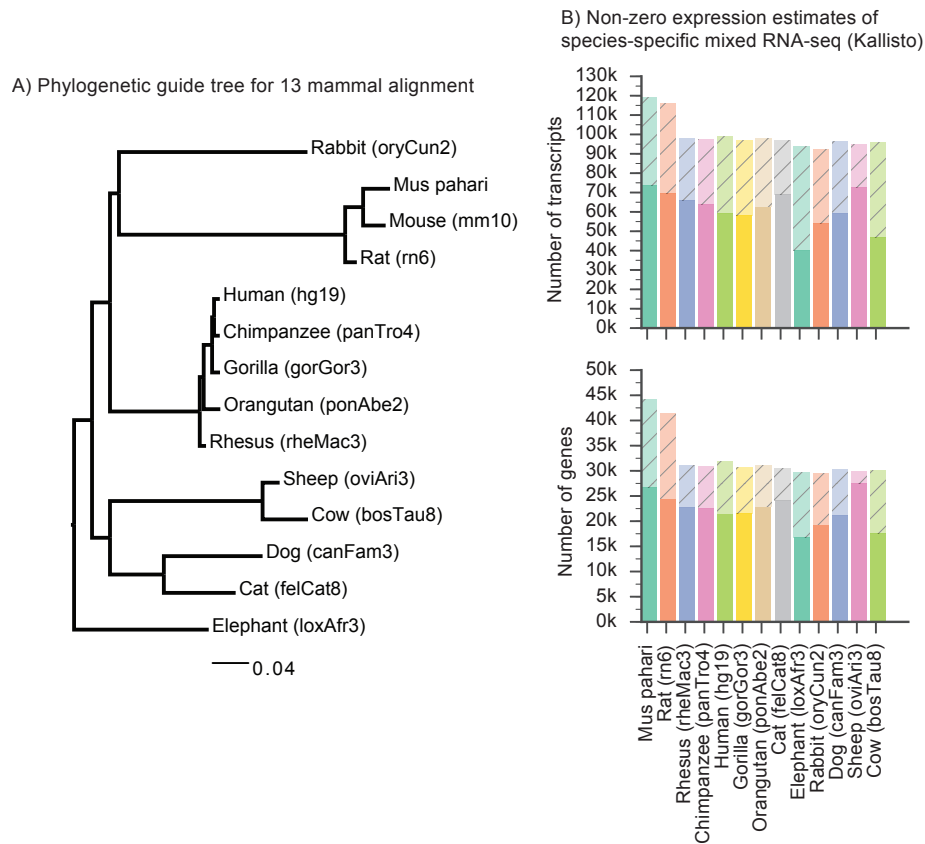 A) Phylogenetic guide tree for 13 mammal alignment
Rabbit (oryCun2)
Mus pahari
Mouse (mm10)
Rat (rn6)
Human (hg19)
Chimpanzee (panTro4)
Gorilla (gorGor3)
Orangutan (ponAbe2)
Rhesus (rheMac3)
Sheep (oviAri3)
Cow (bosTau8)
Dog (canFam3)
Cat (felCat8)
Elephant (loxAfr3)
0.04
B) Non-zero expression estimates of
species-specific mixed RNA-seq (Kallisto)
Number of transcripts
130k
120k
110k
100k
90k
80k
70k
60k
50k
40k
30k
20k
10k
0k
Number of genes
50k
45k
40k
35k
30k
25k
20k
15k
10k
5k
0k
Mus pahari
Rat (rn6)
Rhesus (rheMac3)
Chimpanzee (panTro4)
Human (hg19)
Gorilla (gorGor3)
Orangutan (ponAbe2)
Cat (felCat8)
Elephant (loxAfr3)
Rabbit (oryCun2)
Dog (canFam3)
Sheep (oviAri3)
Cow (bosTau8)